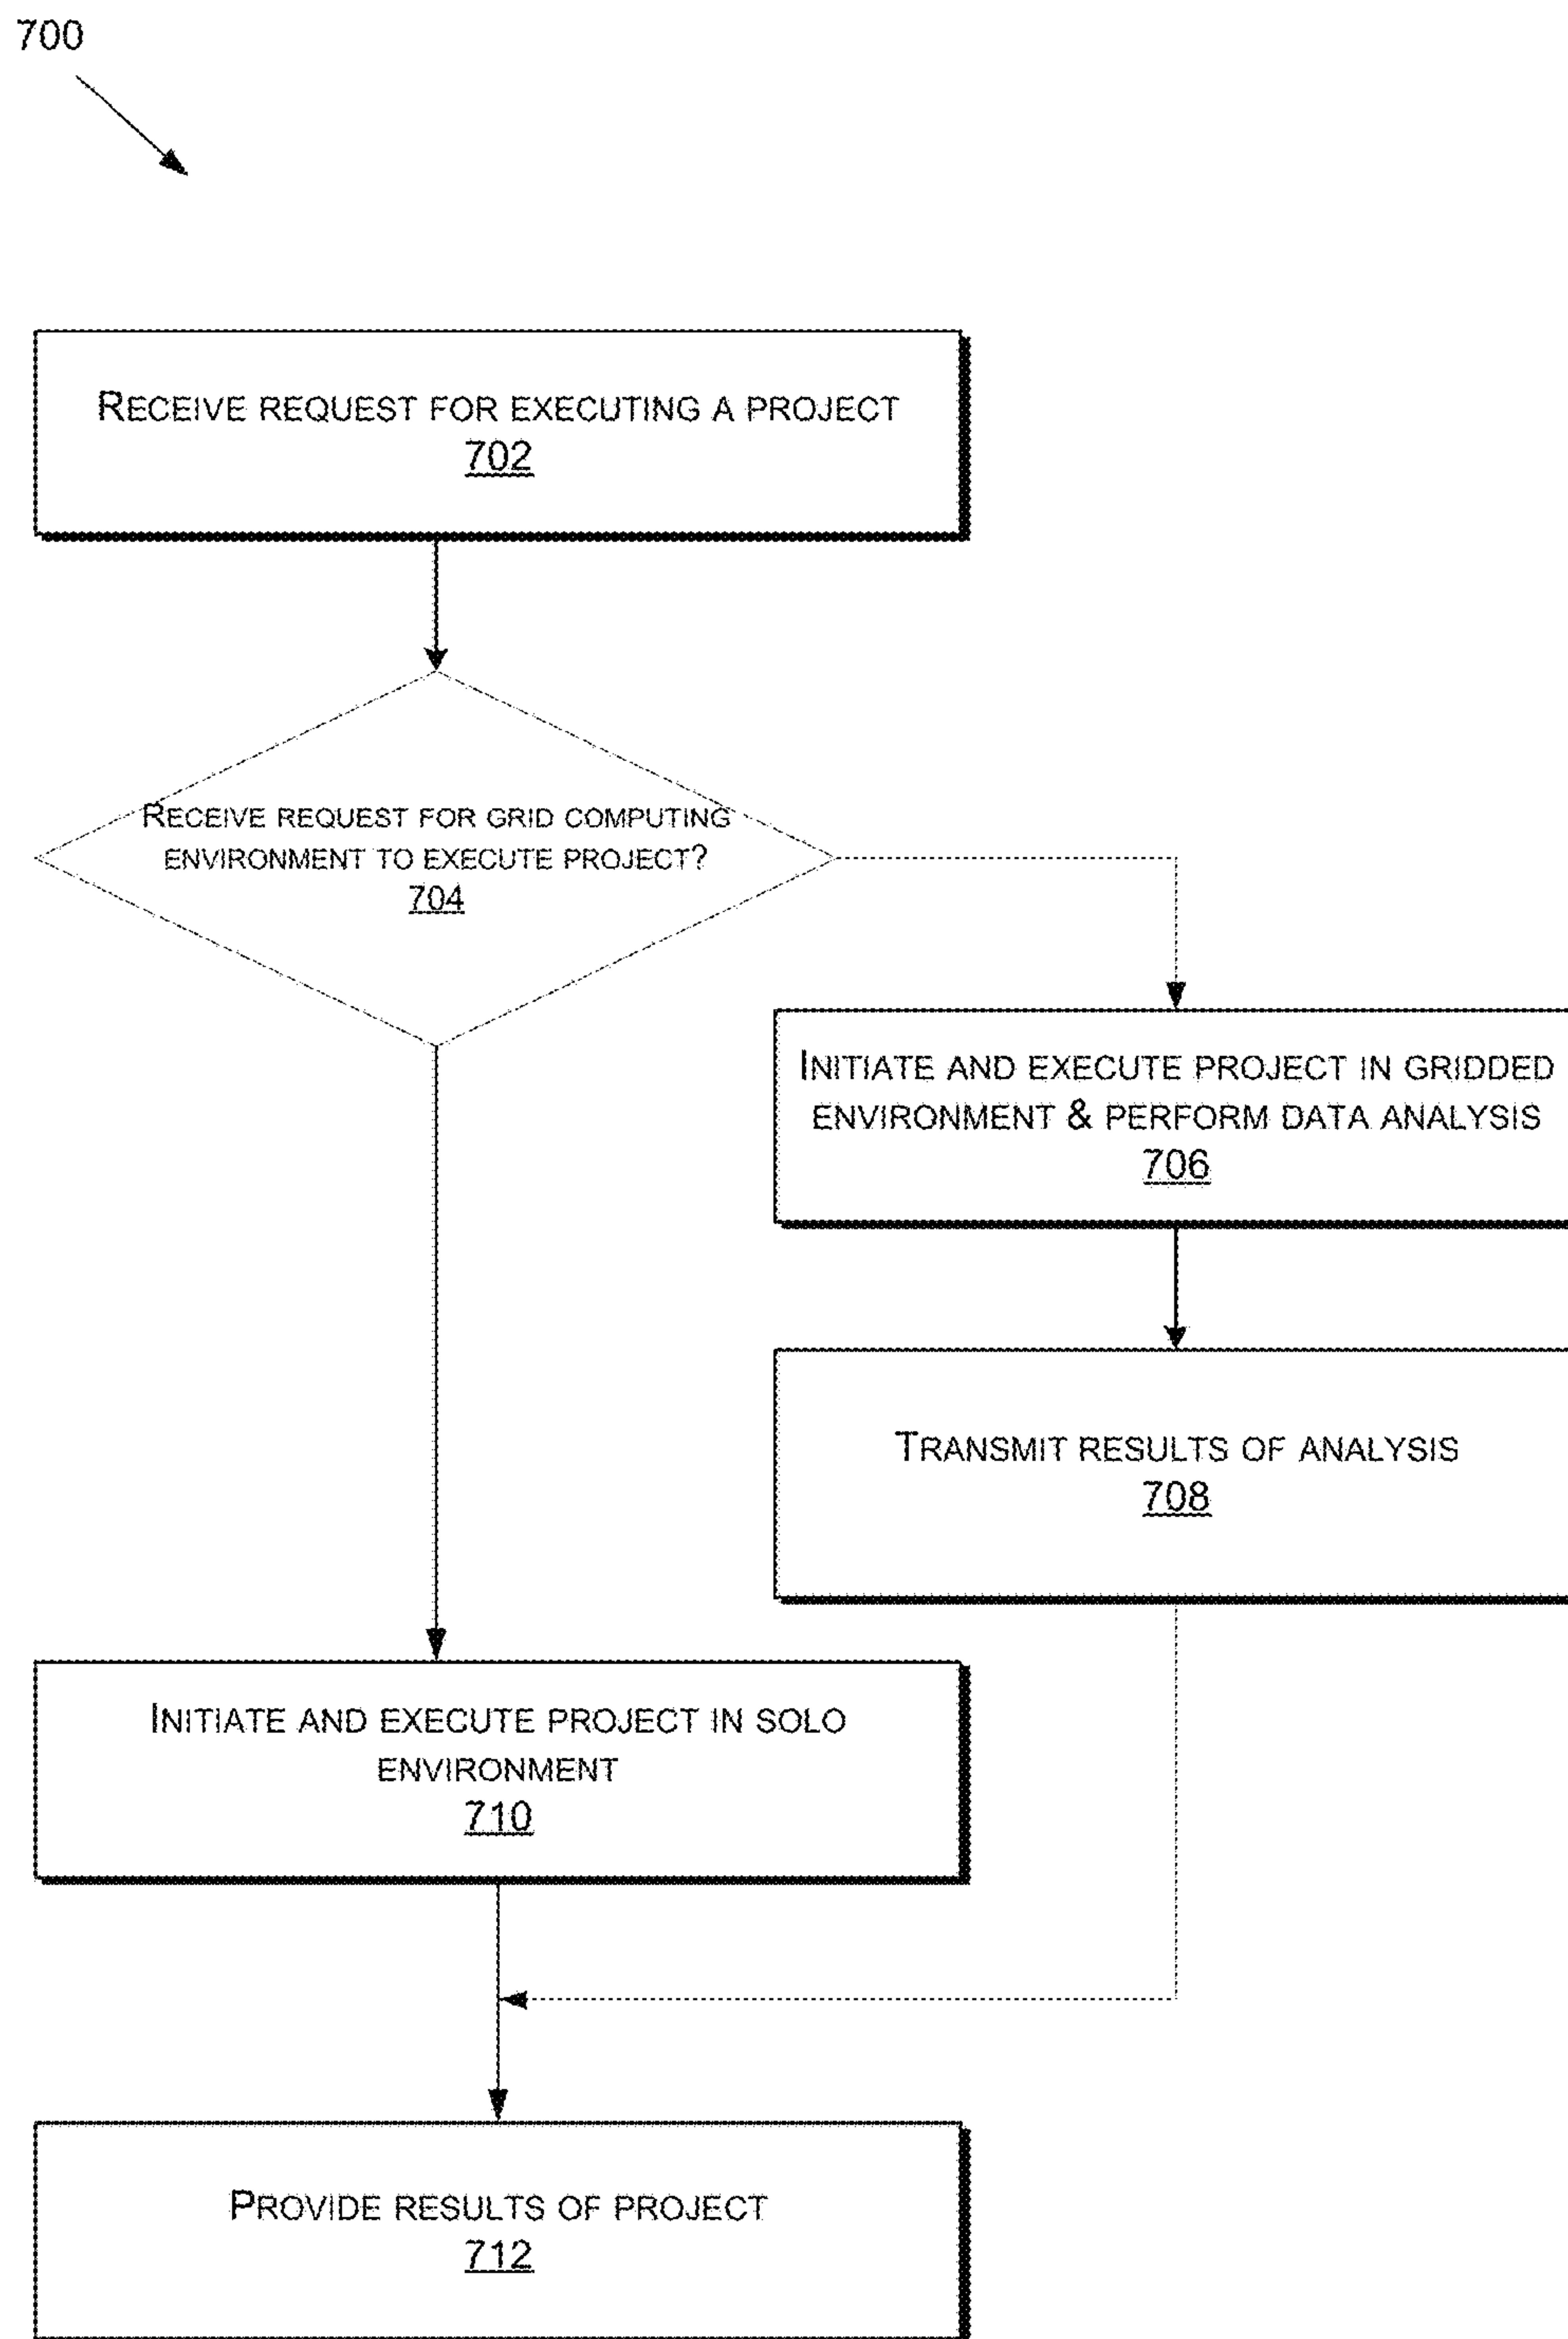 700
RECEIVE REQUEST FOR EXECUTING A PROJECT
702
RECEIVE REQUEST FOR GRID COMPUTING
ENVIRONMENT TO EXECUTE PROJECT?
704
INITIATE AND EXECUTE PROJECT IN GRIDDED
ENVIRONMENT & PERFORM DATA ANALYSIS
706
TRANSMIT RESULTS OF ANALYSIS
708
INITIATE AND EXECUTE PROJECT IN SOLO
ENVIRONMENT
710
PROVIDE RESULTS OF PROJECT
712